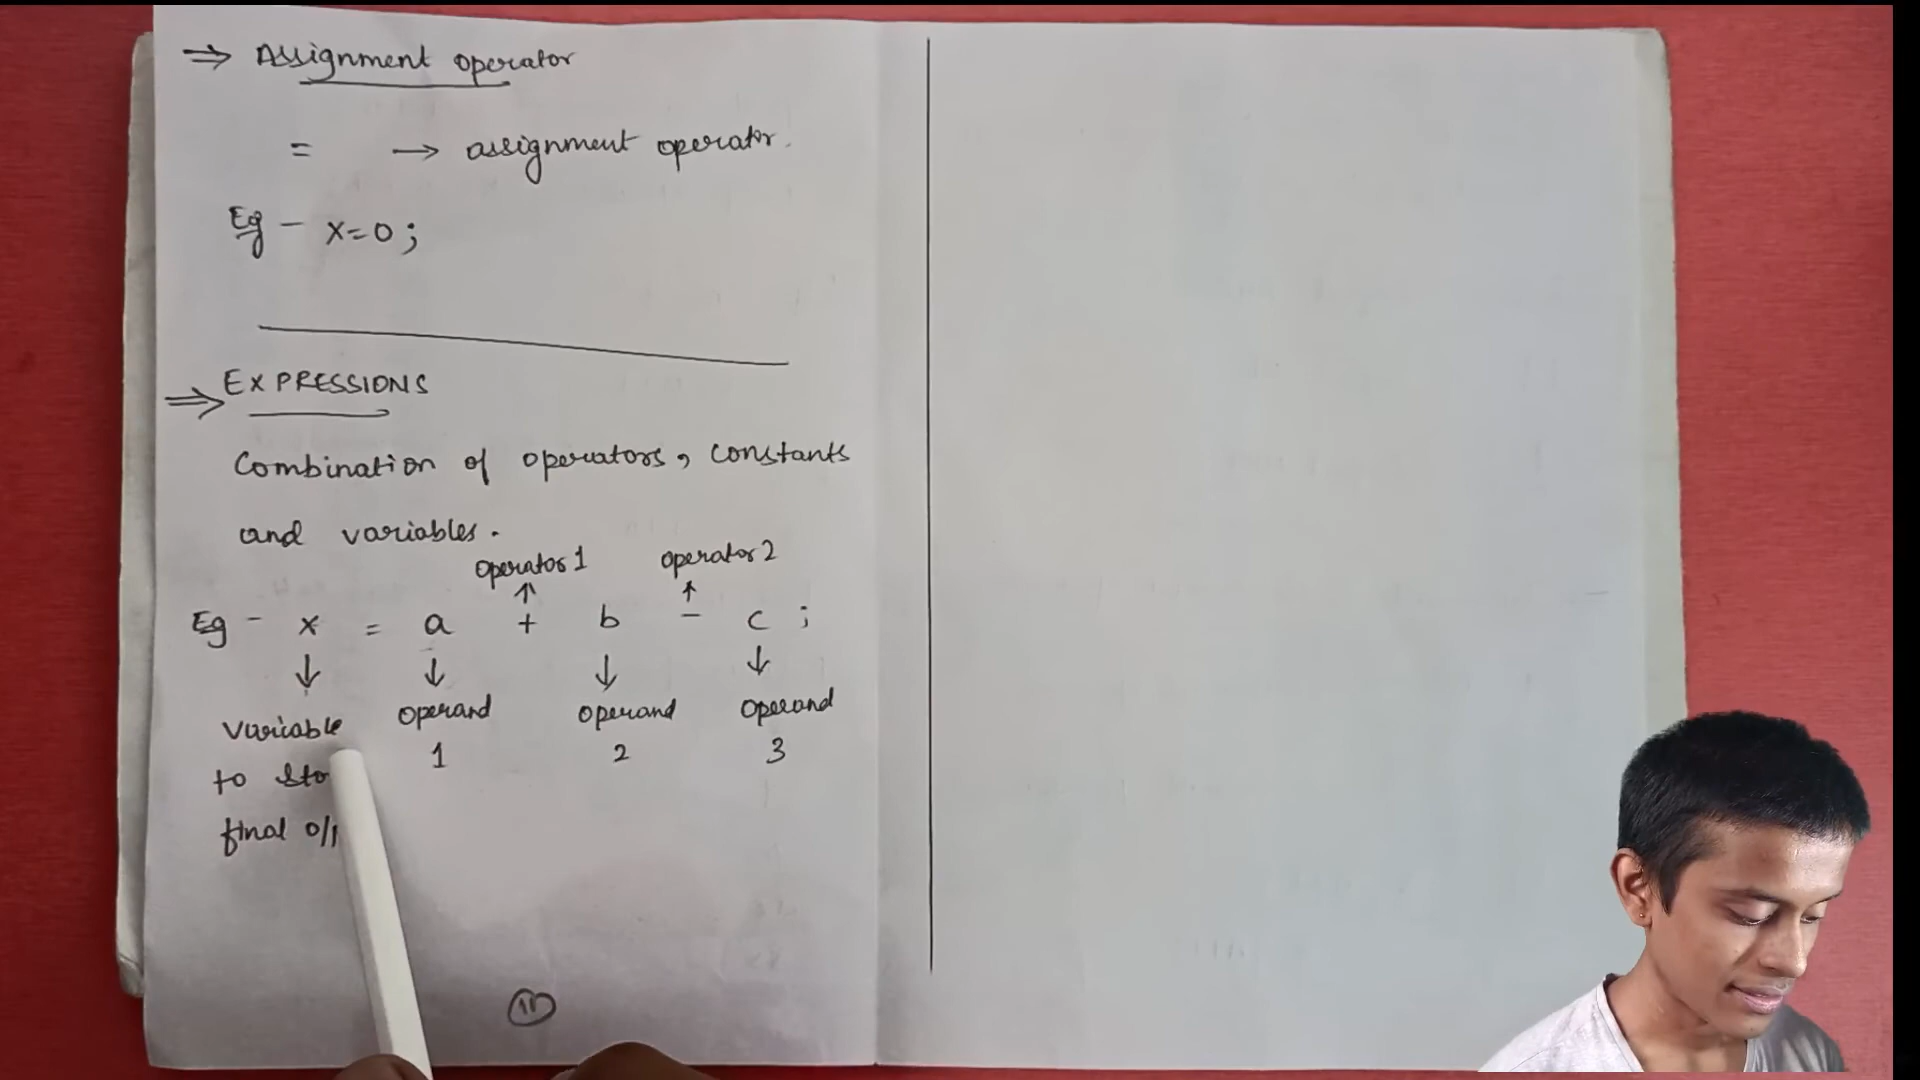 ⇒ Assignment operator
= → assignment operator.
Eg - x=0;
⇒ EXPRESSIONS
Combination of operators, constants
and variables.
operator 1 operator 2
↑ ↑
Eg - x = a + b - c ;
↓ ↓ ↓ ↓
Variable operand operand operand
to 1 2 3
final
11